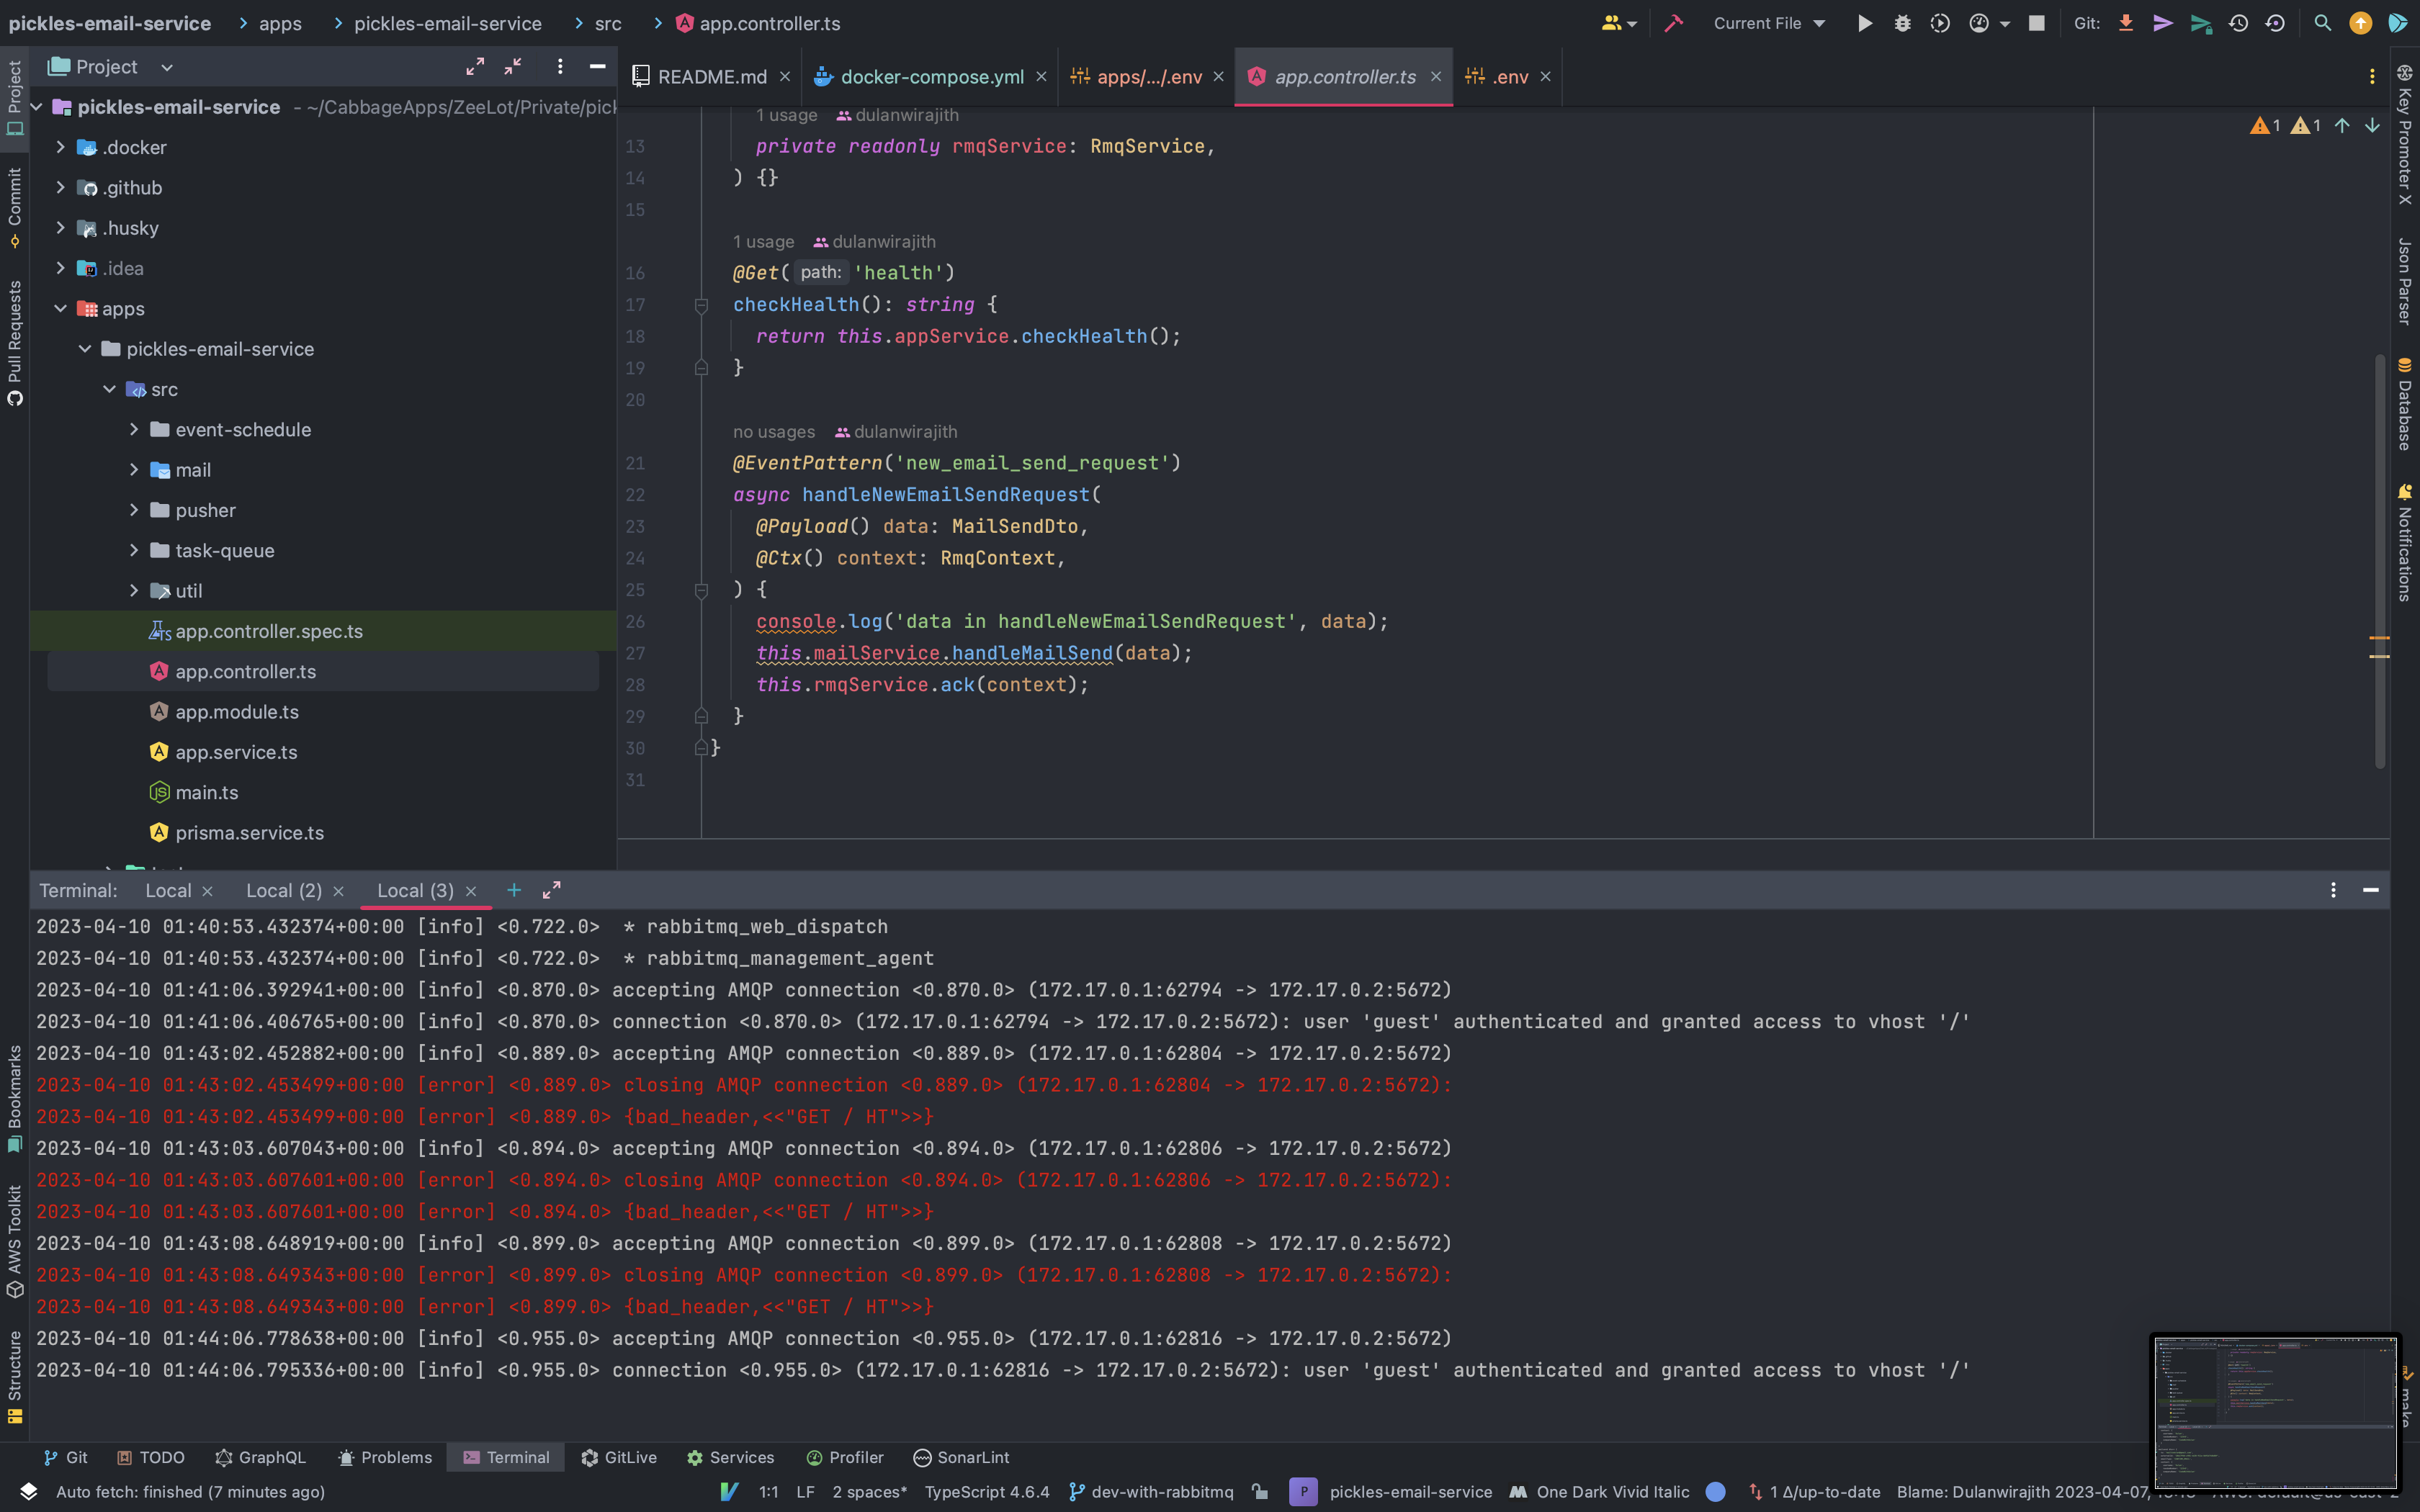 pickles-email-service > apps > pickles-email-service > src > app.controller.ts
Current File
Git:
Project
README.md
docker-compose.yml
apps/.../.env
app.controller.ts
.env
Project
Commit
Pull Requests
Bookmarks
AWS Toolkit
Structure
pickles-email-service - ~/CabbageApps/ZeeLot/Private/pick
.docker
.github
.husky
.idea
apps
pickles-email-service
src
event-schedule
mail
pusher
task-queue
util
app.controller.spec.ts
app.controller.ts
app.module.ts
app.service.ts
main.ts
prisma.service.ts
1 usage dulanwirajith
13 private readonly rmqService: RmqService,
14 ) {}
15
1 usage dulanwirajith
16 @Get( path: 'health')
17 checkHealth(): string {
18 return this.appService.checkHealth();
19 }
20
no usages dulanwirajith
21 @EventPattern('new_email_send_request')
22 async handleNewEmailSendRequest(
23 @Payload() data: MailSendDto,
24 @Ctx() context: RmqContext,
25 ) {
26 console.log('data in handleNewEmailSendRequest', data);
27 this.mailService.handleMailSend(data);
28 this.rmqService.ack(context);
29 }
30 }
31
1 1
Key Promoter X
Json Parser
Database
Notifications
make
Terminal: Local Local (2) Local (3)
2023-04-10 01:40:53.432374+00:00 [info] <0.722.0>  * rabbitmq_web_dispatch
2023-04-10 01:40:53.432374+00:00 [info] <0.722.0>  * rabbitmq_management_agent
2023-04-10 01:41:06.392941+00:00 [info] <0.870.0> accepting AMQP connection <0.870.0> (172.17.0.1:62794 -> 172.17.0.2:5672)
2023-04-10 01:41:06.406765+00:00 [info] <0.870.0> connection <0.870.0> (172.17.0.1:62794 -> 172.17.0.2:5672): user 'guest' authenticated and granted access to vhost '/'
2023-04-10 01:43:02.452882+00:00 [info] <0.889.0> accepting AMQP connection <0.889.0> (172.17.0.1:62804 -> 172.17.0.2:5672)
2023-04-10 01:43:02.453499+00:00 [error] <0.889.0> closing AMQP connection <0.889.0> (172.17.0.1:62804 -> 172.17.0.2:5672):
2023-04-10 01:43:02.453499+00:00 [error] <0.889.0> {bad_header,<<"GET / HT">>}
2023-04-10 01:43:03.607043+00:00 [info] <0.894.0> accepting AMQP connection <0.894.0> (172.17.0.1:62806 -> 172.17.0.2:5672)
2023-04-10 01:43:03.607601+00:00 [error] <0.894.0> closing AMQP connection <0.894.0> (172.17.0.1:62806 -> 172.17.0.2:5672):
2023-04-10 01:43:03.607601+00:00 [error] <0.894.0> {bad_header,<<"GET / HT">>}
2023-04-10 01:43:08.648919+00:00 [info] <0.899.0> accepting AMQP connection <0.899.0> (172.17.0.1:62808 -> 172.17.0.2:5672)
2023-04-10 01:43:08.649343+00:00 [error] <0.899.0> closing AMQP connection <0.899.0> (172.17.0.1:62808 -> 172.17.0.2:5672):
2023-04-10 01:43:08.649343+00:00 [error] <0.899.0> {bad_header,<<"GET / HT">>}
2023-04-10 01:44:06.778638+00:00 [info] <0.955.0> accepting AMQP connection <0.955.0> (172.17.0.1:62816 -> 172.17.0.2:5672)
2023-04-10 01:44:06.795336+00:00 [info] <0.955.0> connection <0.955.0> (172.17.0.1:62816 -> 172.17.0.2:5672): user 'guest' authenticated and granted access to vhost '/'
Git TODO GraphQL Problems Terminal GitLive Services Profiler SonarLint
Auto fetch: finished (7 minutes ago) 1:1 LF 2 spaces* TypeScript 4.6.4 dev-with-rabbitmq P pickles-email-service One Dark Vivid Italic 1 Δ/up-to-date Blame: Dulanwirajith 2023-04-07,